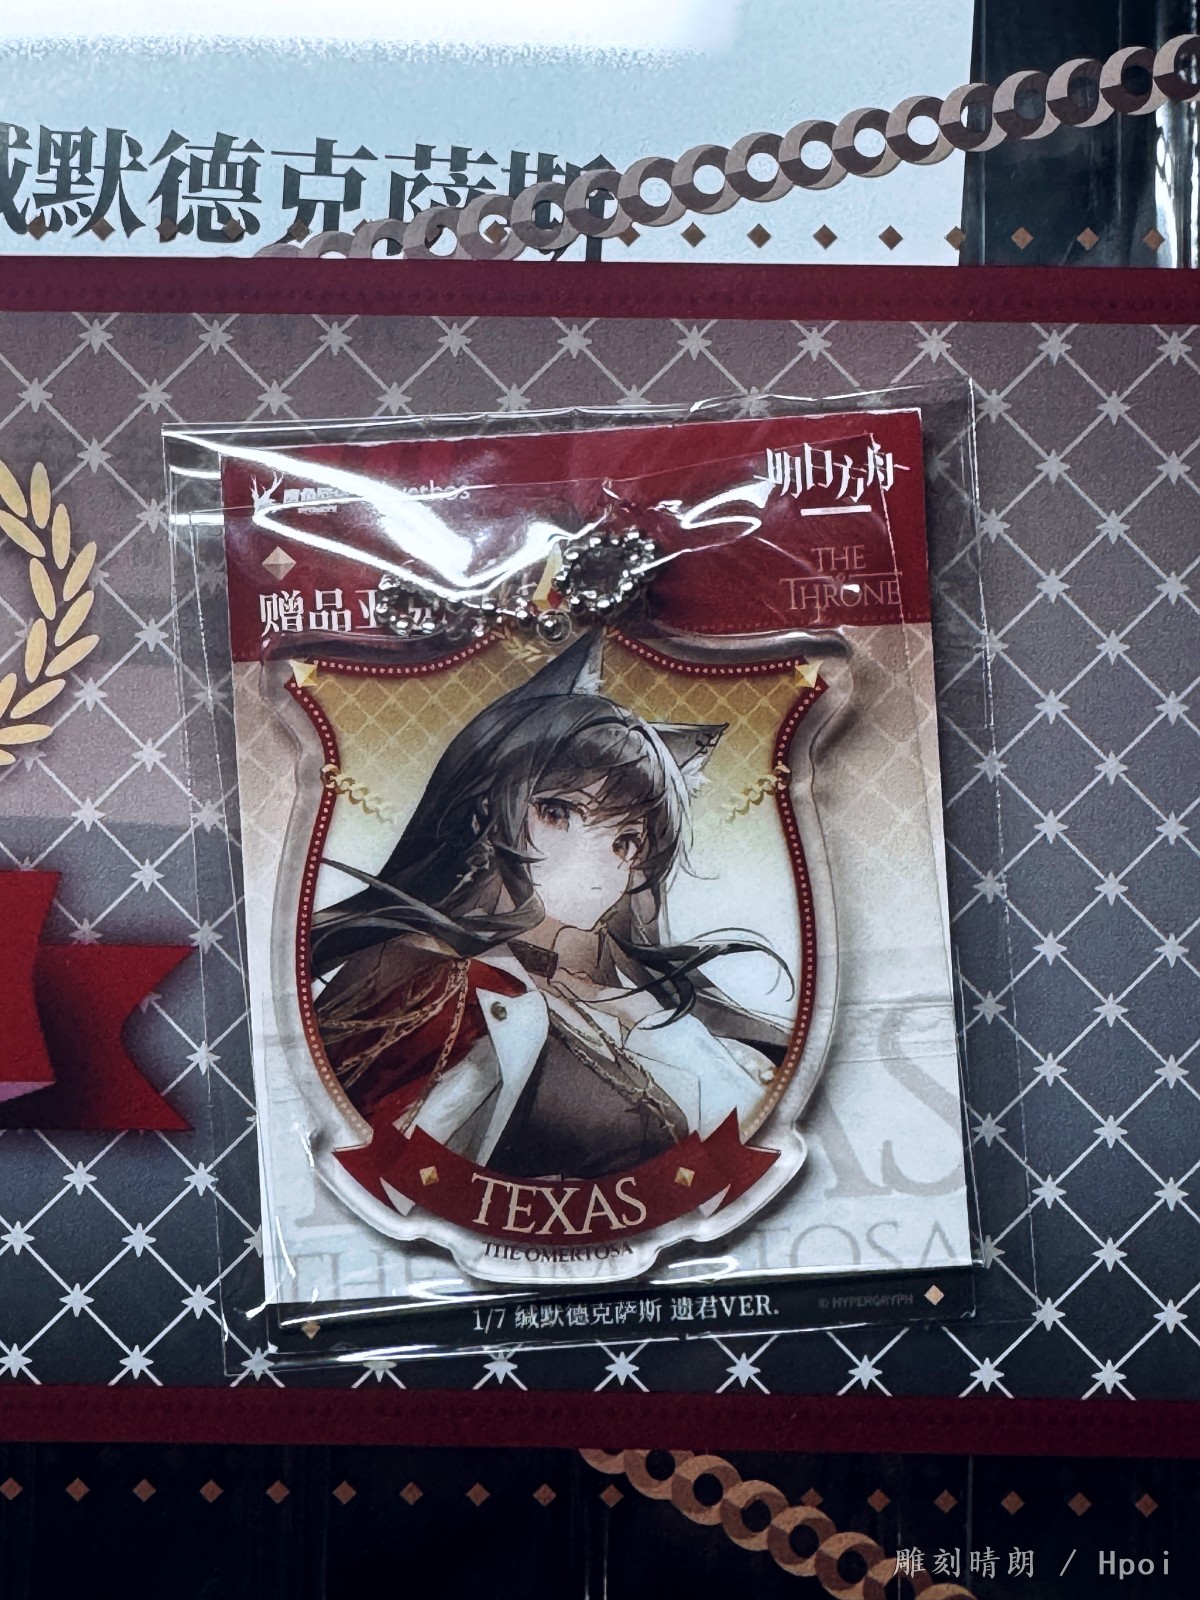 缄默德克萨斯
明日方舟
THE
THRONE
赠品
TEXAS
THE OMERTOSA
1/7 缄默德克萨斯 遗君VER.
© HYPERGRYPH
雕刻晴朗 / Hpoi